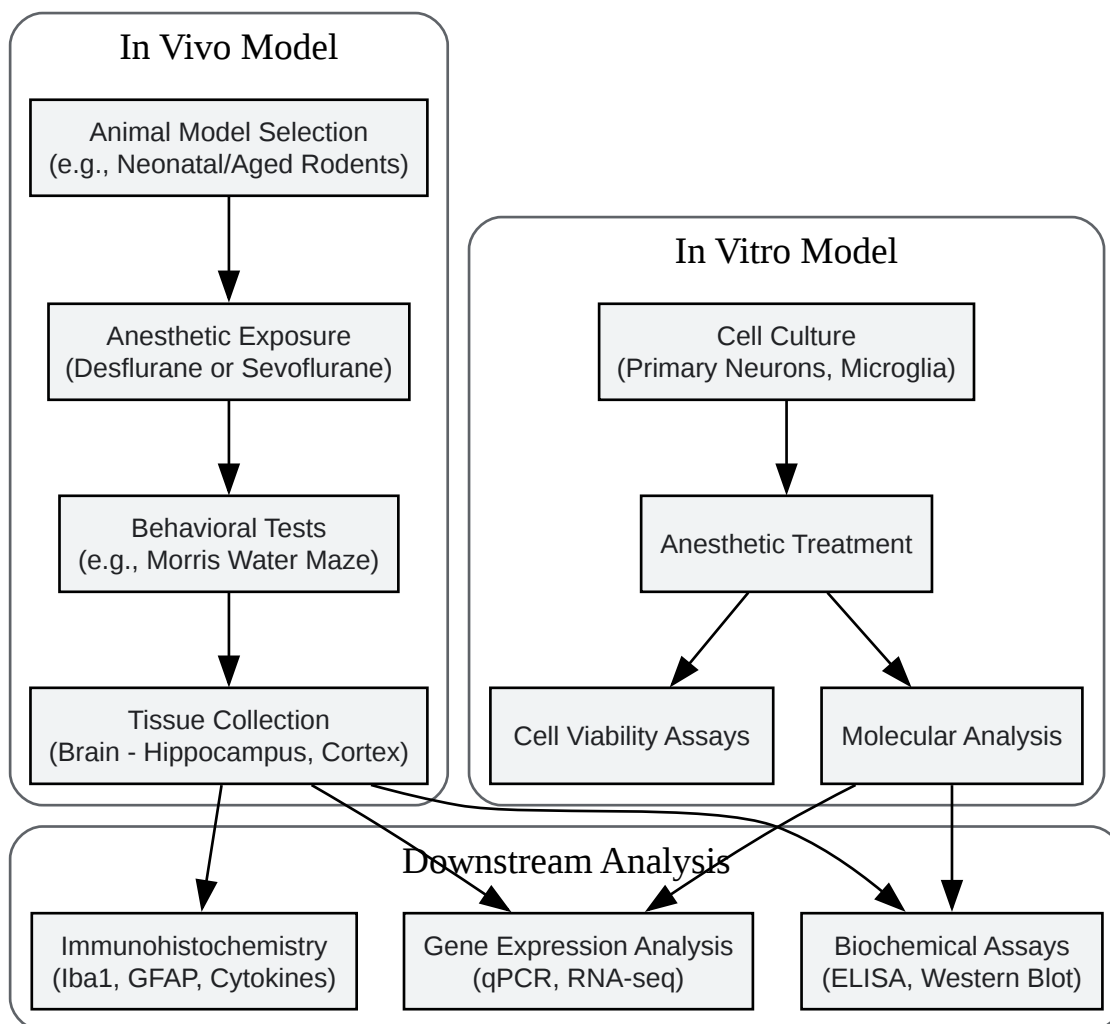 In Vivo Model
Animal Model Selection
(e.g., Neonatal/Aged Rodents)
Anesthetic Exposure
(Desflurane or Sevoflurane)
Behavioral Tests
(e.g., Morris Water Maze)
Tissue Collection
(Brain - Hippocampus, Cortex)
In Vitro Model
Cell Culture
(Primary Neurons, Microglia)
Anesthetic Treatment
Cell Viability Assays
Molecular Analysis
Downstream Analysis
Immunohistochemistry
(Iba1, GFAP, Cytokines)
Gene Expression Analysis
(qPCR, RNA-seq)
Biochemical Assays
(ELISA, Western Blot)